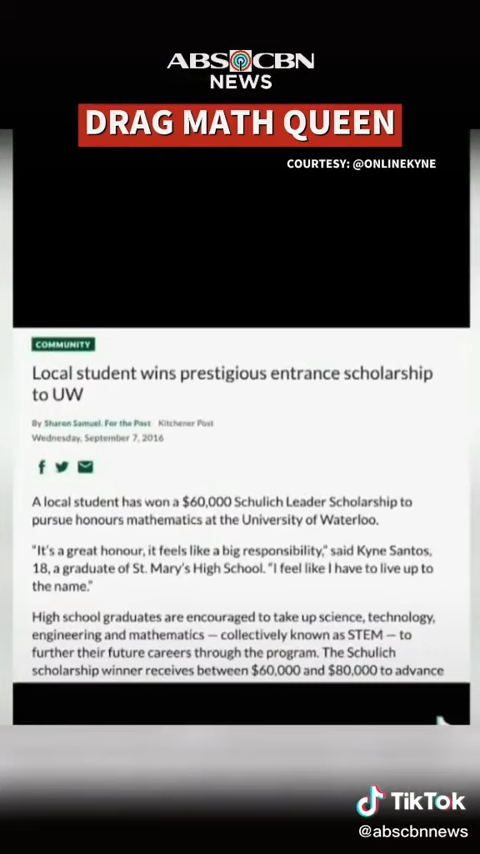 ABS CBN
NEWS
DRAG MATH QUEEN
COURTESY: @ONLINEKYNE
COMMUNITY
Local student wins prestigious entrance scholarship
to UW
By Sharon Samuel, For the Post Kitchener Post
Wednesday, September 7, 2016
A local student has won a $60,000 Schulich Leader Scholarship to
pursue honours mathematics at the University of Waterloo.
"It's a great honour, it feels like a big responsibility," said Kyne Santos,
18, a graduate of St. Mary's High School. "I feel like I have to live up to
the name."
High school graduates are encouraged to take up science, technology,
engineering and mathematics — collectively known as STEM — to
further their future careers through the program. The Schulich
scholarship winner receives between $60,000 and $80,000 to advance
TikTok
@abscbnnews